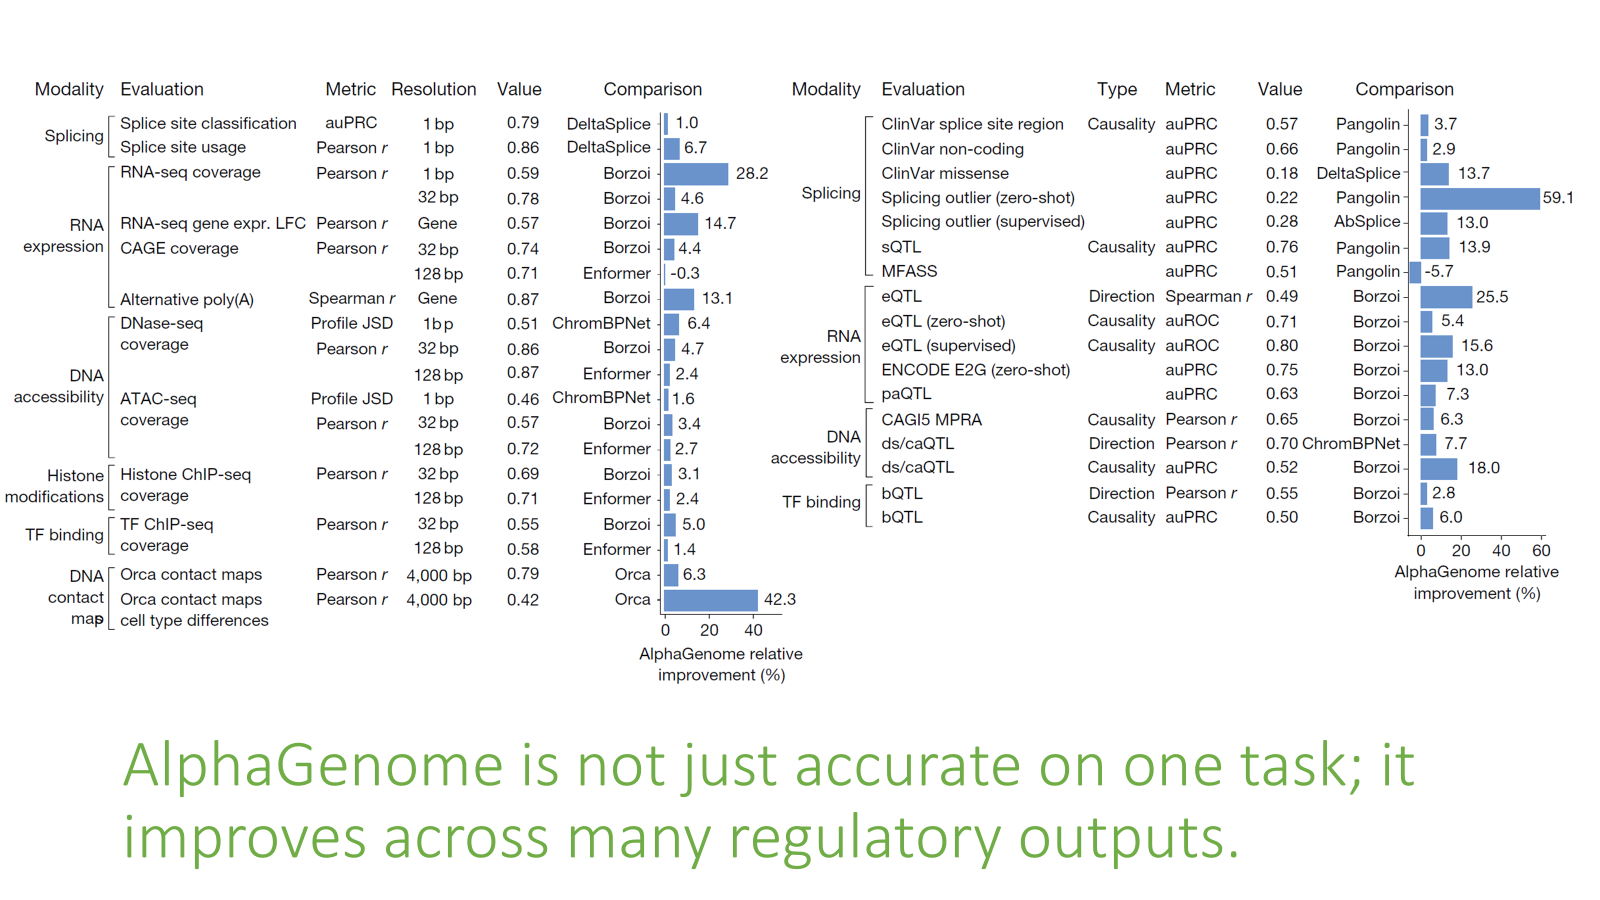 Modality Evaluation Metric Resolution Value Comparison
Splicing
Splice site classification auPRC 1 bp 0.79 DeltaSplice 1.0
Splice site usage Pearson r 1 bp 0.86 DeltaSplice 6.7
RNA expression
RNA-seq coverage Pearson r 1 bp 0.59 Borzoi 28.2
32 bp 0.78 Borzoi 4.6
RNA-seq gene expr. LFC Pearson r Gene 0.57 Borzoi 14.7
CAGE coverage Pearson r 32 bp 0.74 Borzoi 4.4
128 bp 0.71 Enformer -0.3
Alternative poly(A) Spearman r Gene 0.87 Borzoi 13.1
DNA accessibility
DNase-seq coverage Profile JSD 1bp 0.51 ChromBPNet 6.4
Pearson r 32 bp 0.86 Borzoi 4.7
128 bp 0.87 Enformer 2.4
ATAC-seq coverage Profile JSD 1 bp 0.46 ChromBPNet 1.6
Pearson r 32 bp 0.57 Borzoi 3.4
128 bp 0.72 Enformer 2.7
Histone modifications
Histone ChIP-seq coverage Pearson r 32 bp 0.69 Borzoi 3.1
128 bp 0.71 Enformer 2.4
TF binding
TF ChIP-seq coverage Pearson r 32 bp 0.55 Borzoi 5.0
128 bp 0.58 Enformer 1.4
DNA contact map
Orca contact maps Pearson r 4,000 bp 0.79 Orca 6.3
Orca contact maps cell type differences Pearson r 4,000 bp 0.42 Orca 42.3
0 20 40
AlphaGenome relative
improvement (%)
Modality Evaluation Type Metric Value Comparison
Splicing
ClinVar splice site region Causality auPRC 0.57 Pangolin 3.7
ClinVar non-coding auPRC 0.66 Pangolin 2.9
ClinVar missense auPRC 0.18 DeltaSplice 13.7
Splicing outlier (zero-shot) auPRC 0.22 Pangolin 59.1
Splicing outlier (supervised) auPRC 0.28 AbSplice 13.0
sQTL Causality auPRC 0.76 Pangolin 13.9
MFASS auPRC 0.51 Pangolin -5.7
RNA expression
eQTL Direction Spearman r 0.49 Borzoi 25.5
eQTL (zero-shot) Causality auROC 0.71 Borzoi 5.4
eQTL (supervised) Causality auROC 0.80 Borzoi 15.6
ENCODE E2G (zero-shot) auPRC 0.75 Borzoi 13.0
paQTL auPRC 0.63 Borzoi 7.3
DNA accessibility
CAGI5 MPRA Causality Pearson r 0.65 Borzoi 6.3
ds/caQTL Direction Pearson r 0.70 ChromBPNet 7.7
ds/caQTL Causality auPRC 0.52 Borzoi 18.0
TF binding
bQTL Direction Pearson r 0.55 Borzoi 2.8
bQTL Causality auPRC 0.50 Borzoi 6.0
0 20 40 60
AlphaGenome relative
improvement (%)
AlphaGenome is not just accurate on one task; it
improves across many regulatory outputs.